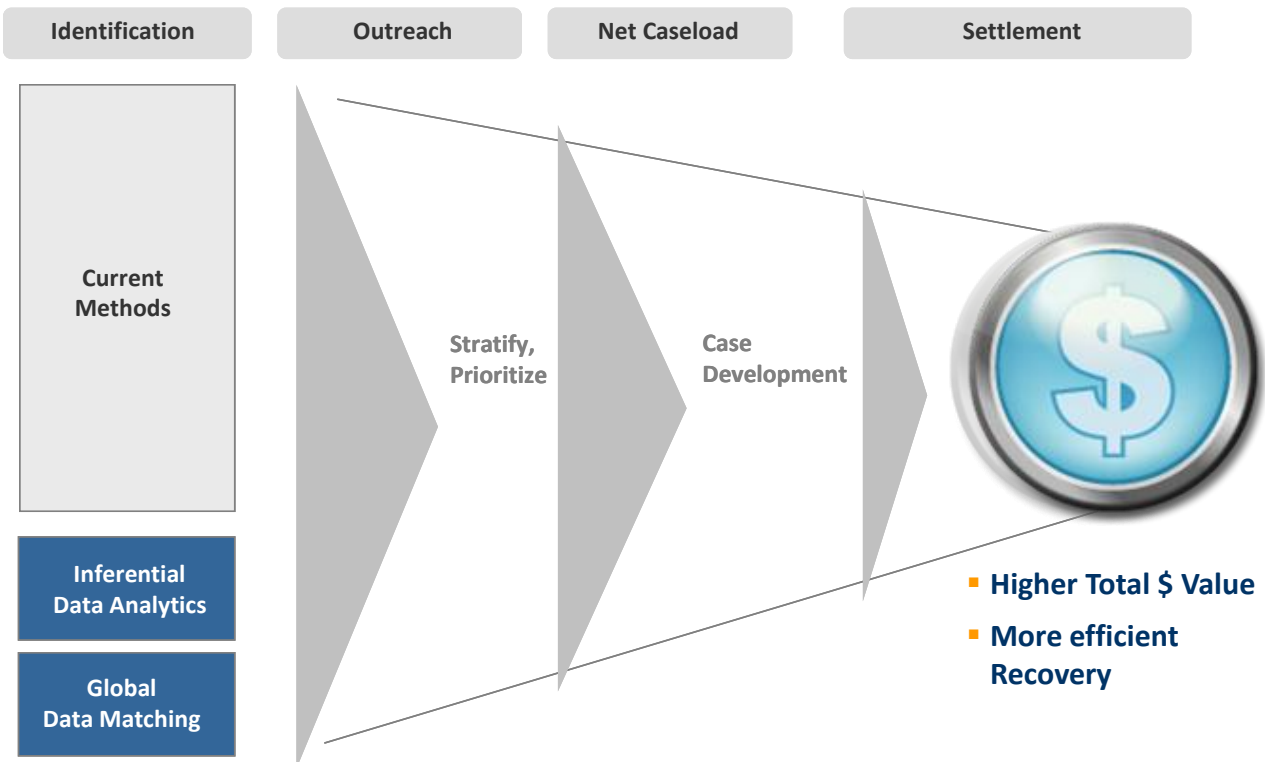 Identification
Outreach
Net Caseload
Settlement
Current
Methods
Inferential
Data Analytics
Global
Data Matching
Stratify,
Prioritize
Case
Development
$
▪ Higher Total $ Value
▪ More efficient
Recovery